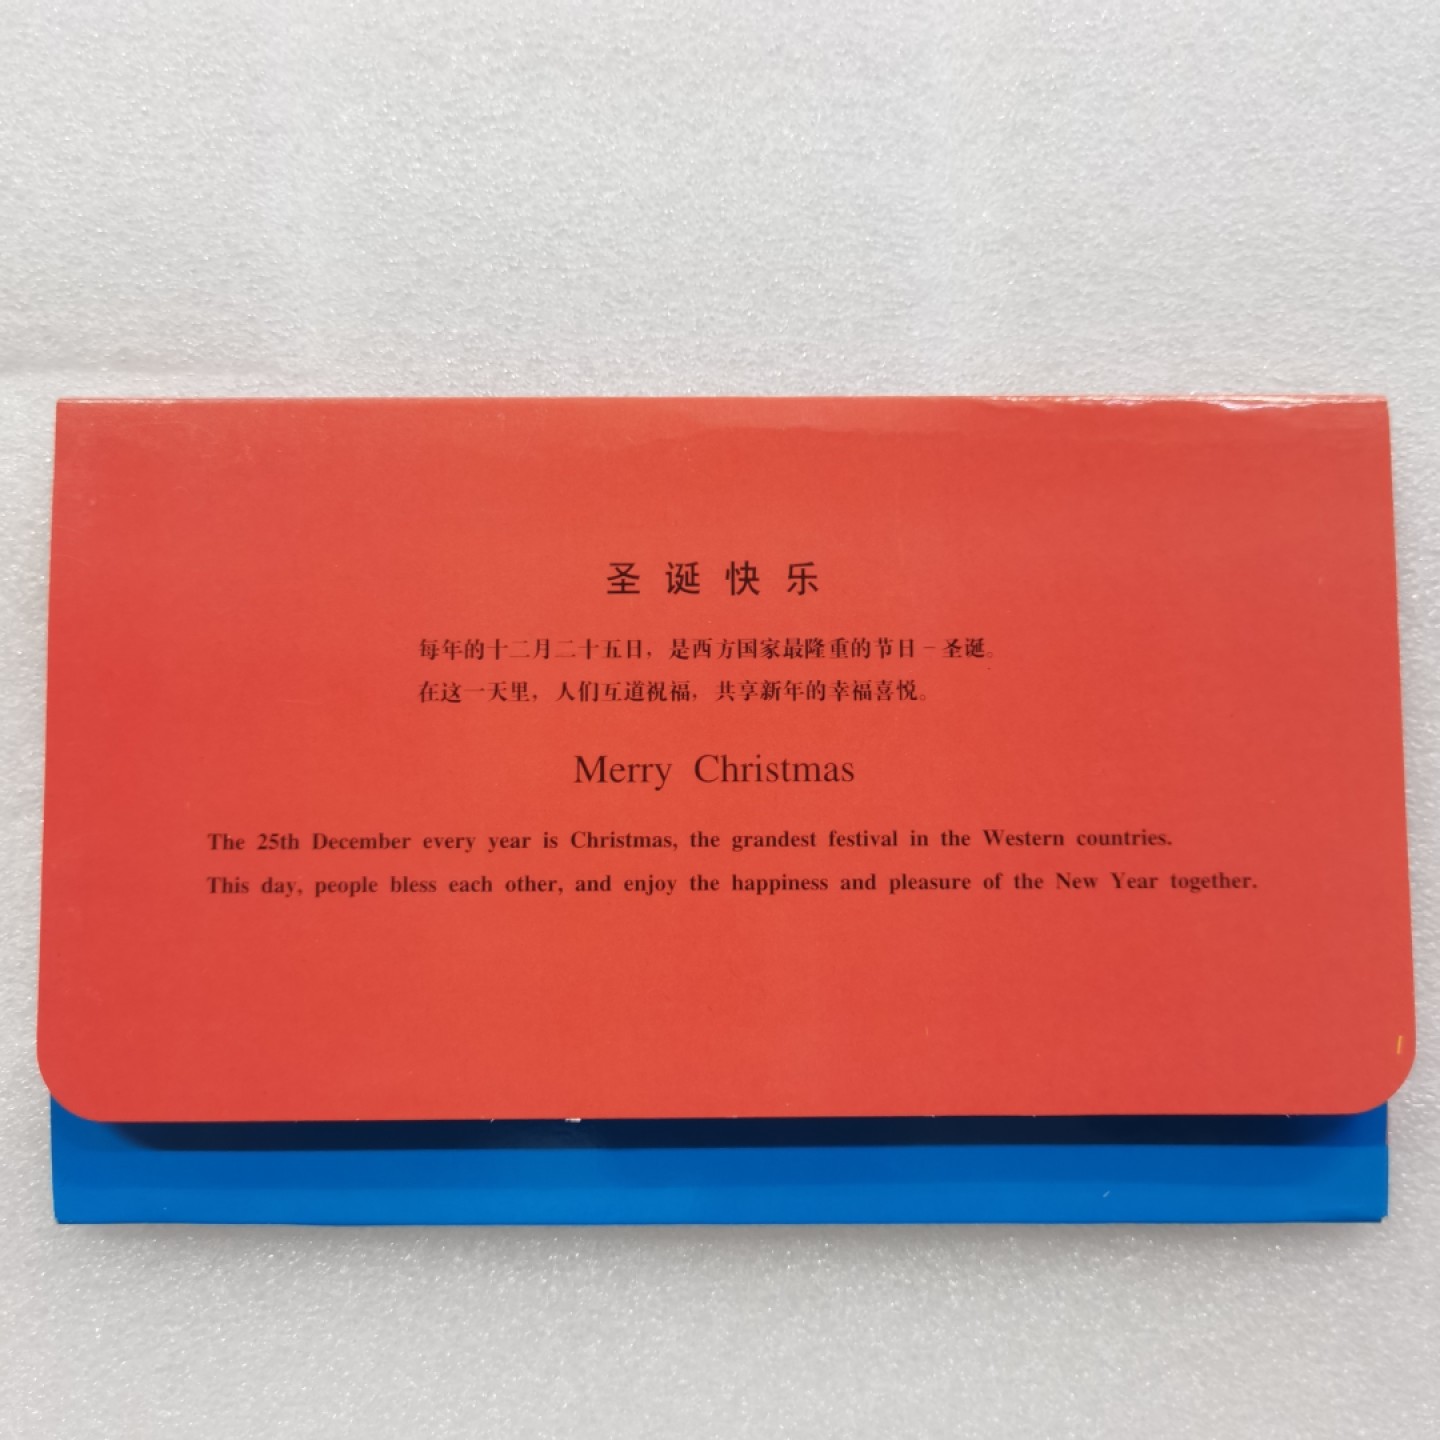 圣诞快乐
每年的十二月二十五日，是西方国家最隆重的节日－圣诞。
在这一天里，人们互道祝福，共享新年的幸福喜悦。
Merry Christmas
The 25th December every year is Christmas, the grandest festival in the Western countries.
This day, people bless each other, and enjoy the happiness and pleasure of the New Year together.